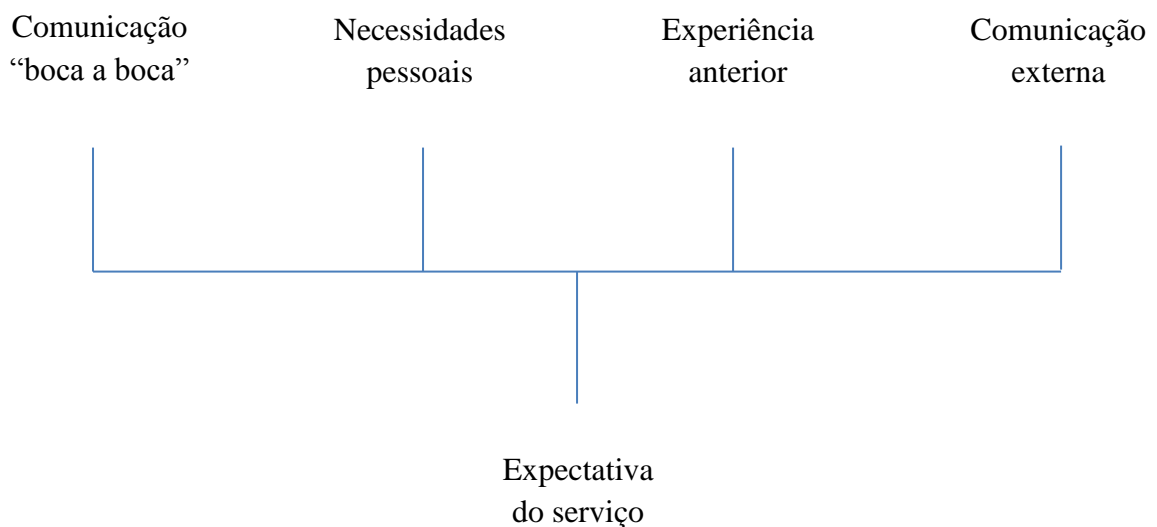 Comunicação
“boca a boca”
Necessidades
pessoais
Experiência
anterior
Comunicação
externa
Expectativa
do serviço